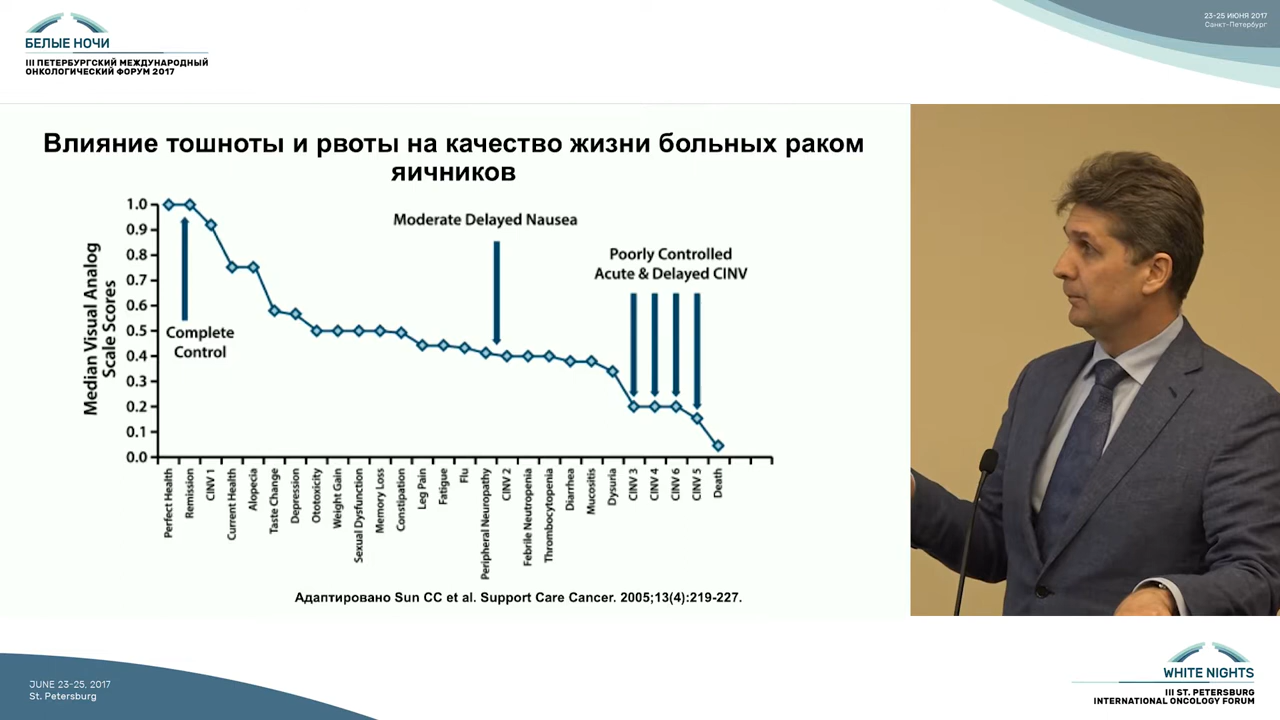 БЕЛЫЕ НОЧИ
III ПЕТЕРБУРГСКИЙ МЕЖДУНАРОДНЫЙ
ОНКОЛОГИЧЕСКИЙ ФОРУМ 2017
23-25 ИЮНЯ 2017
Санкт-Петербург
Влияние тошноты и рвоты на качество жизни больных раком
яичников
Median Visual Analog
Scale Scores
1.0
0.9
0.8
0.7
0.6
0.5
0.4
0.3
0.2
0.1
0.0
Complete
Control
Moderate Delayed Nausea
Poorly Controlled
Acute & Delayed CINV
Perfect Health
Remission
CINV 1
Current Health
Alopecia
Taste Change
Depression
Ototoxicity
Weight Gain
Sexual Dysfunction
Memory Loss
Constipation
Leg Pain
Fatigue
Flu
Peripheral Neuropathy
CINV 2
Febrile Neutropenia
Thrombocytopenia
Diarrhea
Mucositis
Dysuria
CINV 3
CINV 4
CINV 6
CINV 5
Death
Адаптировано Sun CC et al. Support Care Cancer. 2005;13(4):219-227.
JUNE 23-25, 2017
St. Petersburg
WHITE NIGHTS
III ST. PETERSBURG
INTERNATIONAL ONCOLOGY FORUM